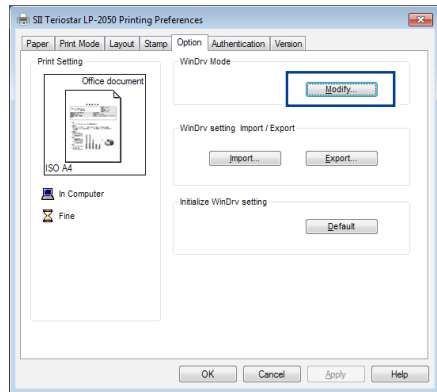 SII Teriostar LP-2050 Printing Preferences
Paper Print Mode Layout Stamp Option Authentication Version
Print Setting
Office document
ISO A4
In Computer
Fine
WinDrv Mode
Modify...
WinDrv setting Import / Export
Import... Export...
Initialize WinDrv setting
Default
OK Cancel Apply Help